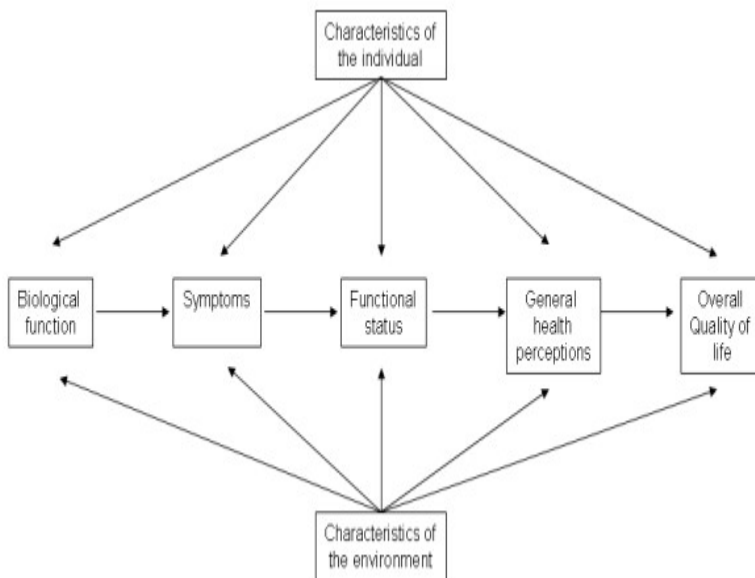 Characteristics of
the individual
Biological
function
Symptoms
Functional
status
General
health
perceptions
Overall
Quality of
life
Characteristics of
the environment